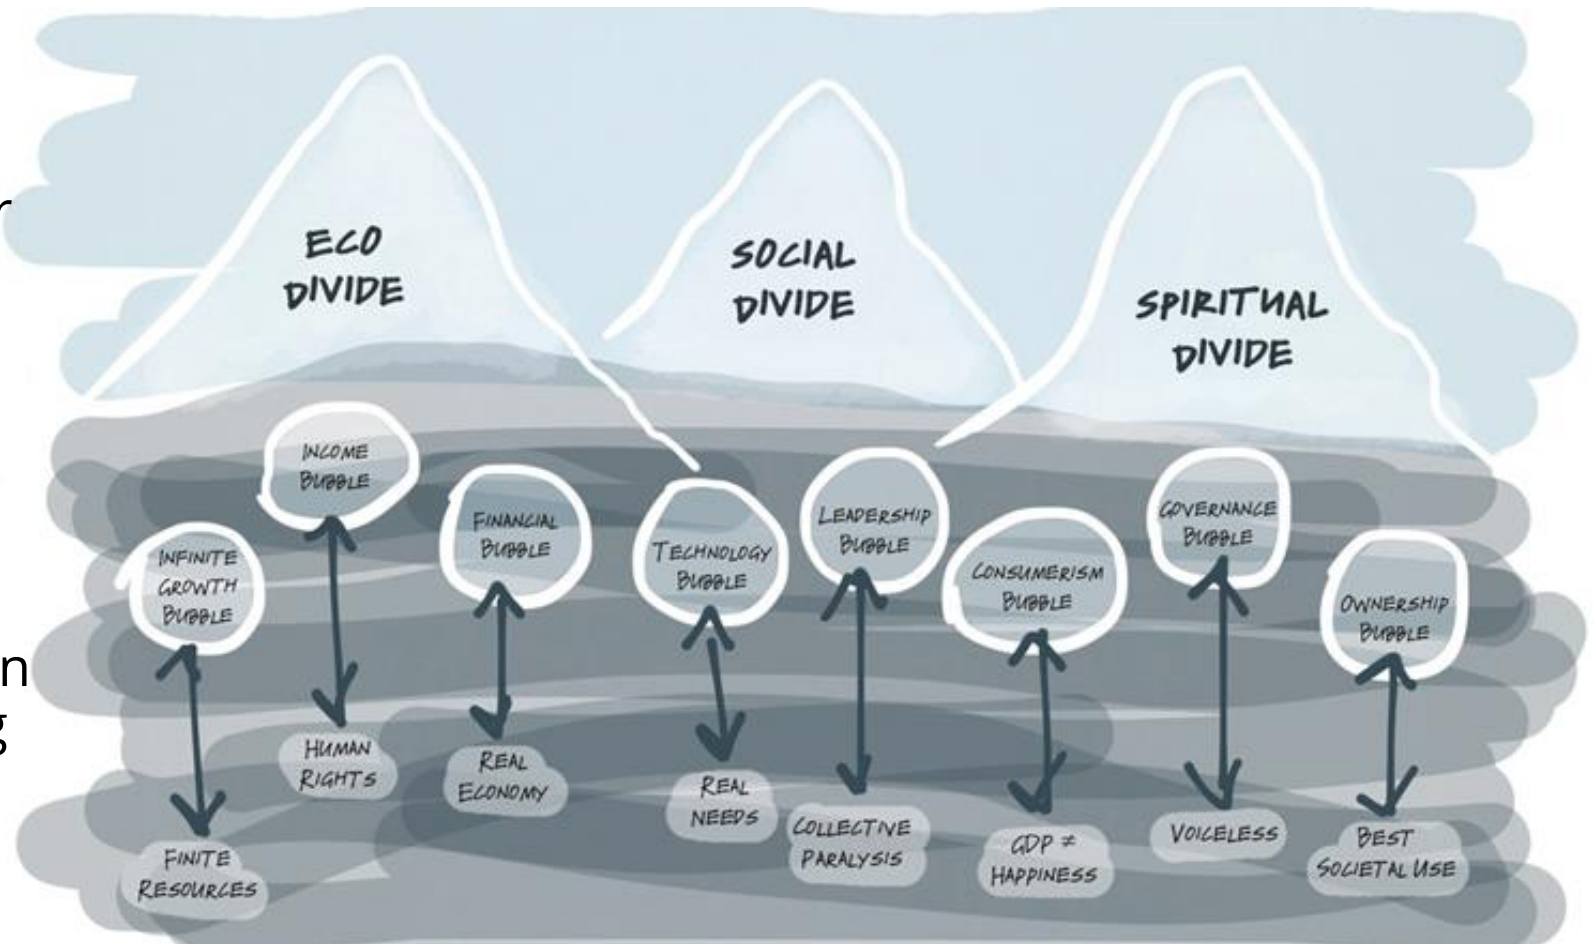 ECO
DIVIDE
SOCIAL
DIVIDE
SPIRITUAL
DIVIDE
INFINITE
GROWTH
BUBBLE
INCOME
BUBBLE
FINANCIAL
BUBBLE
TECHNOLOGY
BUBBLE
LEADERSHIP
BUBBLE
CONSUMERISM
BUBBLE
GOVERNANCE
BUBBLE
OWNERSHIP
BUBBLE
FINITE
RESOURCES
HUMAN
RIGHTS
REAL
ECONOMY
REAL
NEEDS
COLLECTIVE
PARALYSIS
GDP ≠
HAPPINESS
VOICELESS
BEST
SOCIETAL USE